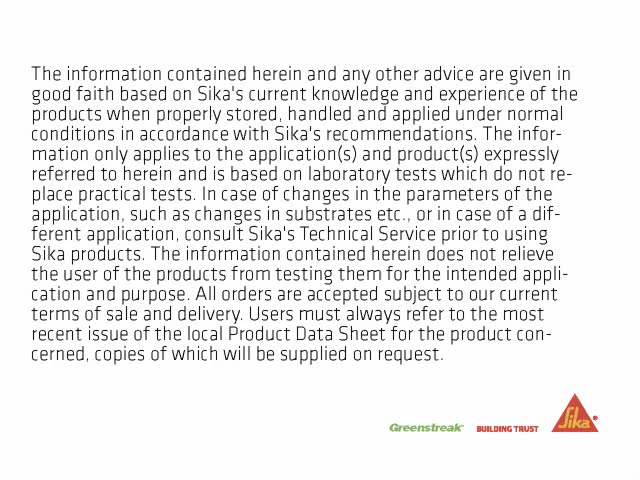 The information contained herein and any other advice are given in
good faith based on Sika's current knowledge and experience of the
products when properly stored, handled and applied under normal
conditions in accordance with Sika's recommendations. The infor-
mation only applies to the application(s) and product(s) expressly
referred to herein and is based on laboratory tests which do not re-
place practical tests. In case of changes in the parameters of the
application, such as changes in substrates etc., or in case of a dif-
ferent application, consult Sika's Technical Service prior to using
Sika products. The information contained herein does not relieve
the user of the products from testing them for the intended appli-
cation and purpose. All orders are accepted subject to our current
terms of sale and delivery. Users must always refer to the most
recent issue of the local Product Data Sheet for the product con-
cerned, copies of which will be supplied on request.
Greenstreak BUILDING TRUST Sika®